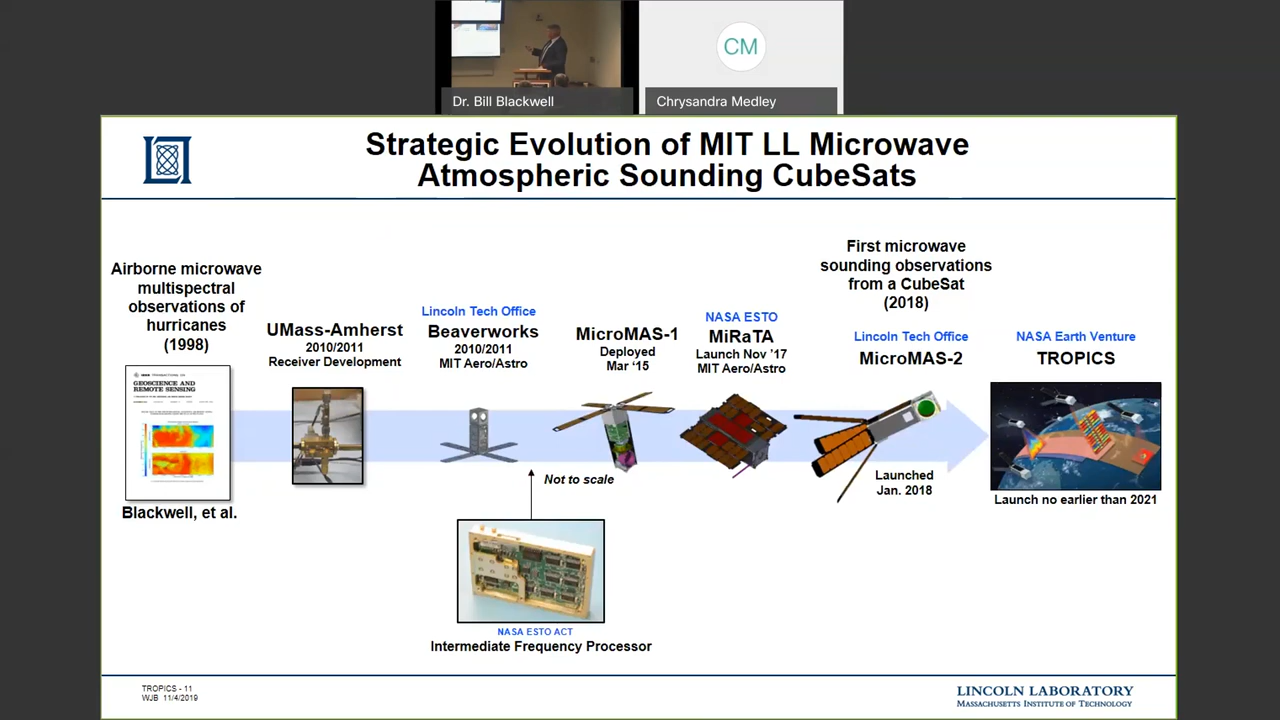 Dr. Bill Blackwell
CM
Chrysandra Medley
Strategic Evolution of MIT LL Microwave
Atmospheric Sounding CubeSats
Airborne microwave
multispectral
observations of
hurricanes
(1998)
GEOSCIENCE AND
REMOTE SENSING
Blackwell, et al.
UMass-Amherst
2010/2011
Receiver Development
Lincoln Tech Office
Beaverworks
2010/2011
MIT Aero/Astro
MicroMAS-1
Deployed
Mar ‘15
Not to scale
NASA ESTO
MiRaTA
Launch Nov ’17
MIT Aero/Astro
First microwave
sounding observations
from a CubeSat
(2018)
Lincoln Tech Office
MicroMAS-2
Launched
Jan. 2018
NASA Earth Venture
TROPICS
Launch no earlier than 2021
NASA ESTO ACT
Intermediate Frequency Processor
TROPICS - 11
WJB 11/4/2019
LINCOLN LABORATORY
MASSACHUSETTS INSTITUTE OF TECHNOLOGY